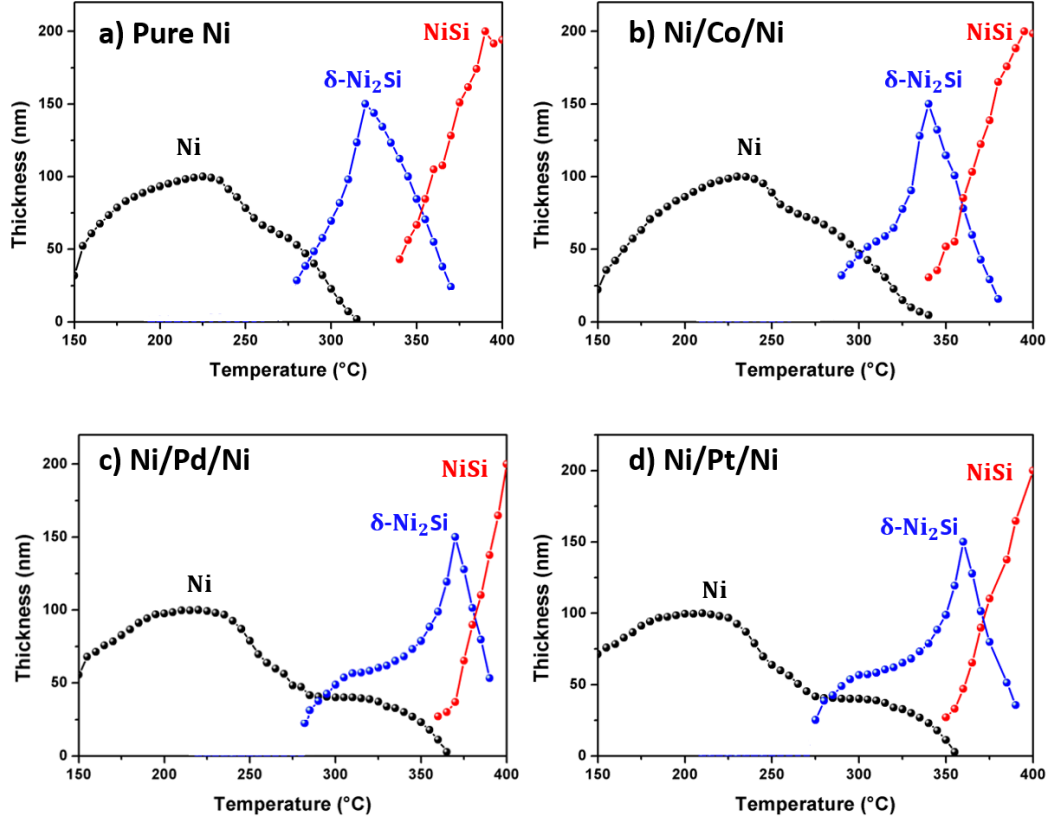 a) Pure Ni
NiSi
δ-Ni₂Si
Ni
Thickness (nm)
200
150
100
50
0
150 200 250 300 350 400
Temperature (°C)
b) Ni/Co/Ni
NiSi
δ-Ni₂Si
Ni
Thickness (nm)
200
150
100
50
0
150 200 250 300 350 400
Temperature (°C)
c) Ni/Pd/Ni
NiSi
δ-Ni₂Si
Ni
Thickness (nm)
200
150
100
50
0
150 200 250 300 350 400
Temperature (°C)
d) Ni/Pt/Ni
NiSi
δ-Ni₂Si
Ni
Thickness (nm)
200
150
100
50
0
150 200 250 300 350 400
Temperature (°C)